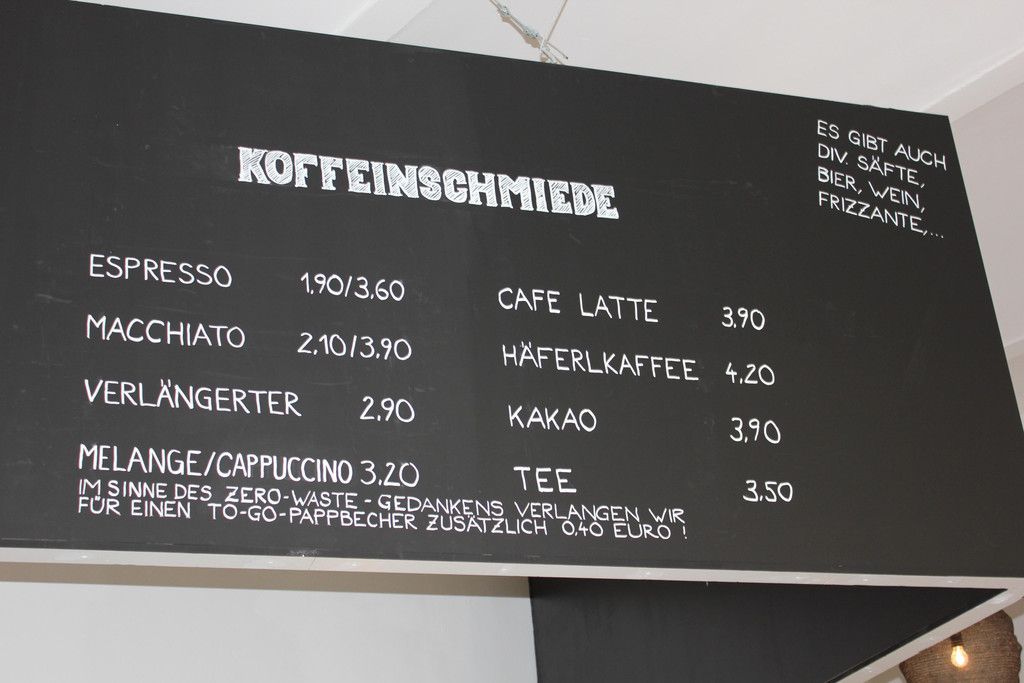 KOFFEINSCHMIEDE
ES GIBT AUCH
DIV. SÄFTE,
BIER, WEIN,
FRIZZANTE,...
ESPRESSO 1,90/3,60
MACCHIATO 2,10/3,90
VERLÄNGERTER 2,90
MELANGE/CAPPUCCINO 3,20
CAFE LATTE 3,90
HÄFERLKAFFEE 4,20
KAKAO 3,90
TEE 3,50
IM SINNE DES ZERO-WASTE-GEDANKENS VERLANGEN WIR
FÜR EINEN TO-GO-PAPPBECHER ZUSÄTZLICH 0,40 EURO !